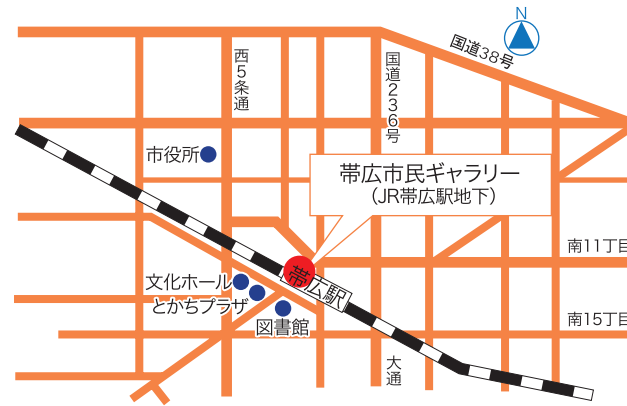 N
国道38号
西5条通
国道236号
市役所
帯広市民ギャラリー
（JR帯広駅地下）
南11丁目
文化ホール
とかちプラザ
帯広駅
図書館
南15丁目
大通